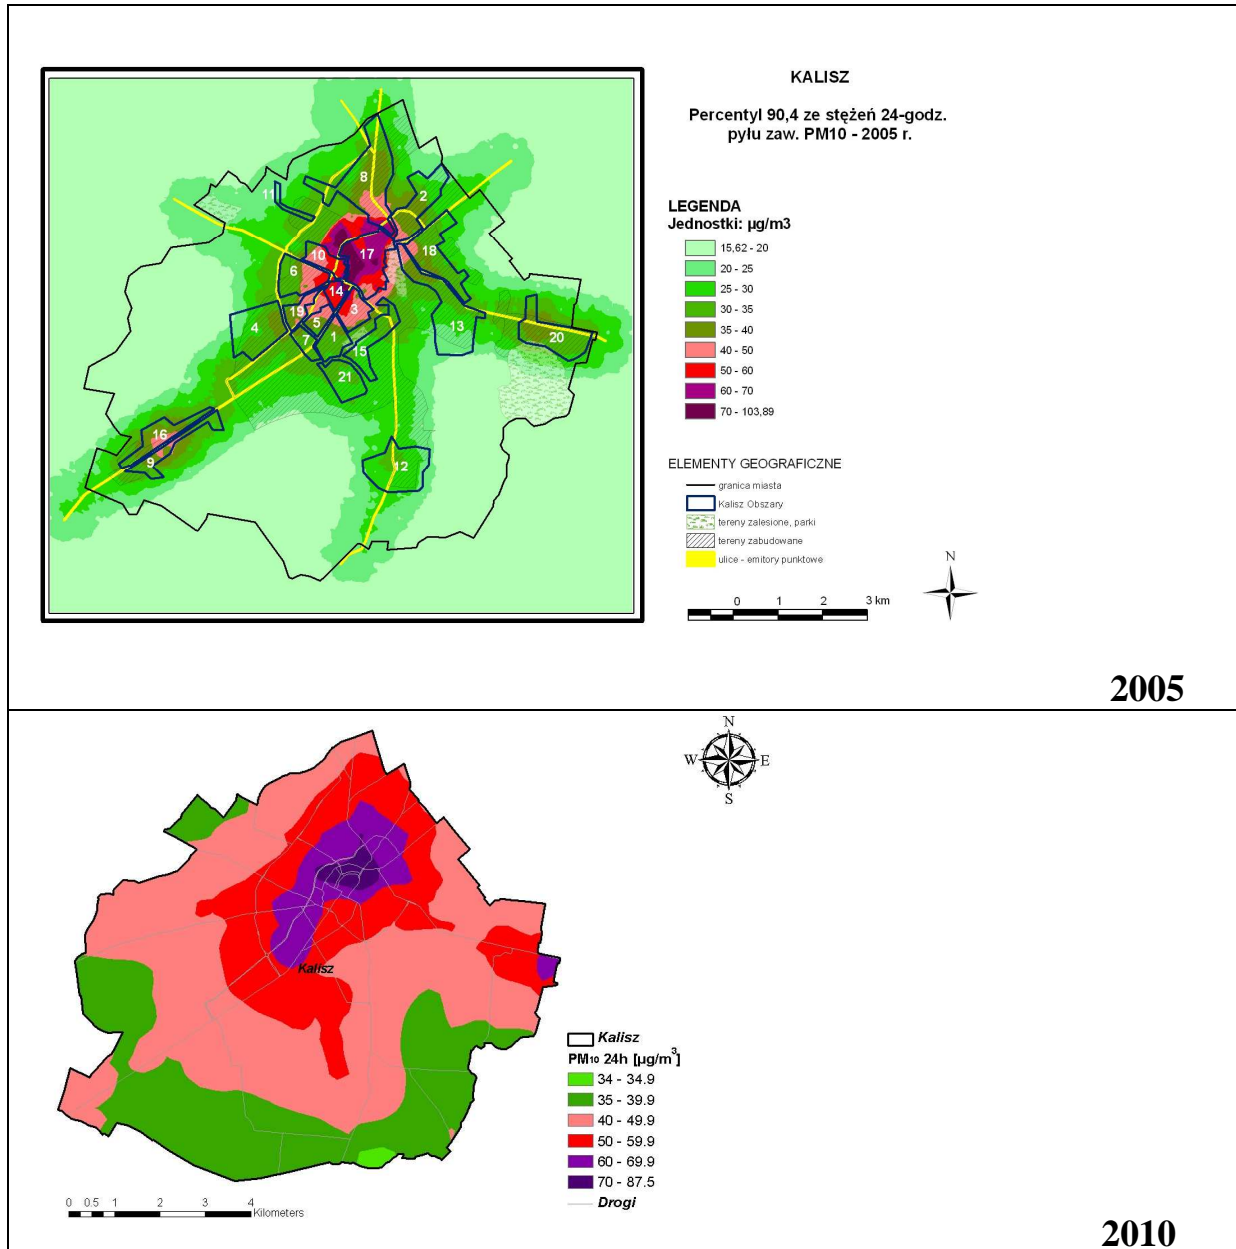 KALISZ
Percentyl 90,4 ze stężeń 24-godz.
pyłu zaw. PM10 - 2005 r.
LEGENDA
Jednostki: µg/m3
15,62 - 20
20 - 25
25 - 30
30 - 35
35 - 40
40 - 50
50 - 60
60 - 70
70 - 103,89
ELEMENTY GEOGRAFICZNE
granica miasta
Kalisz Obszary
tereny zalesione, parki
tereny zabudowane
ulice - emitory punktowe
N
0 1 2 3 km
8
11
2
10
17
18
6
14
19
3
4
5
7
1
15
13
20
21
16
9
12
2005
N
W E
S
Kalisz
Kalisz
PM10 24h [µg/m³]
34 - 34.9
35 - 39.9
40 - 49.9
50 - 59.9
60 - 69.9
70 - 87.5
Drogi
0 0.5 1 2 3 4
Kilometers
2010